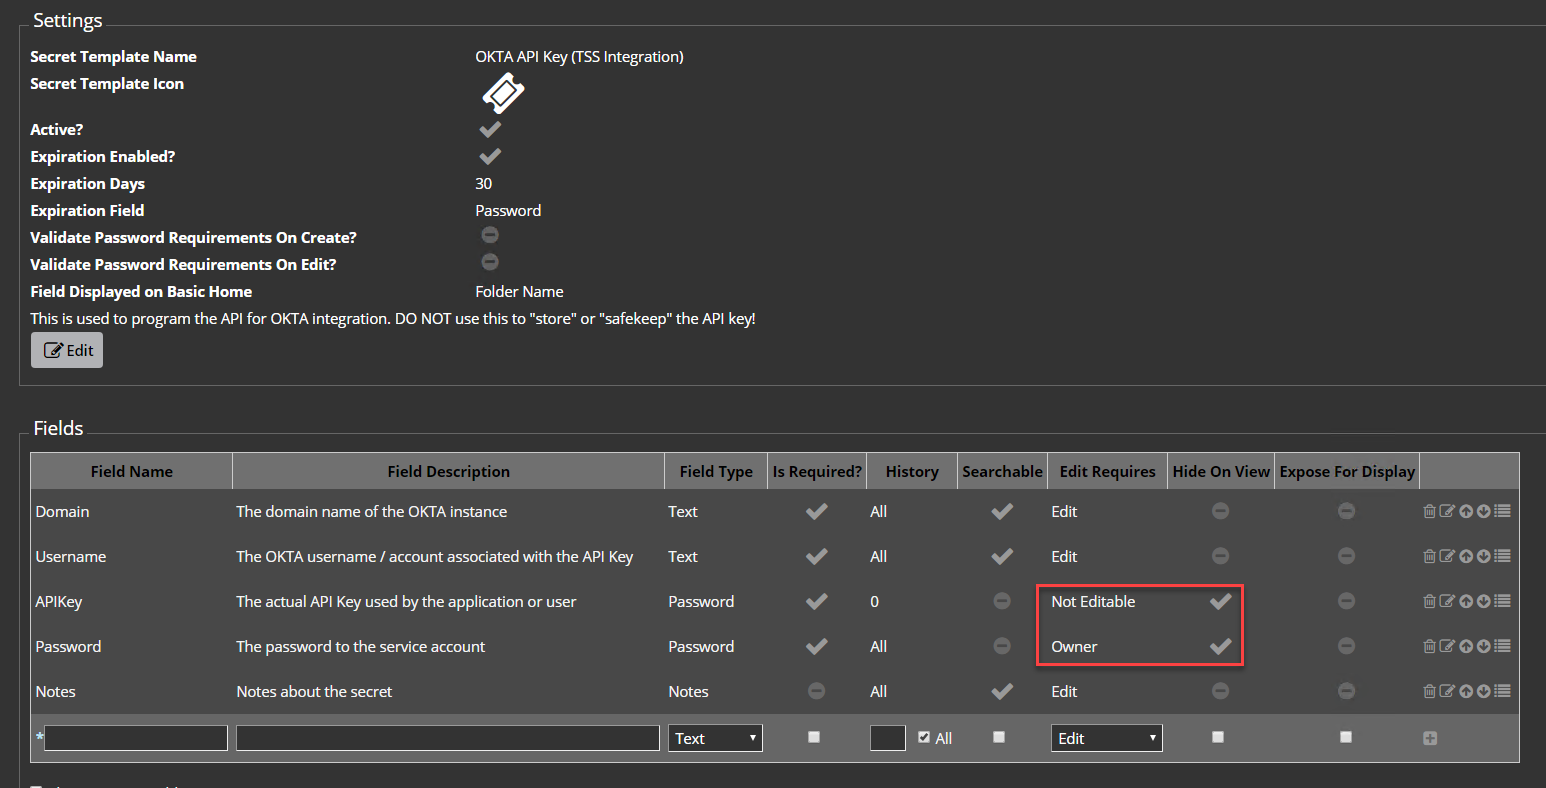 Settings
Secret Template Name OKTA API Key (TSS Integration)
Secret Template Icon
Active?
Expiration Enabled?
Expiration Days 30
Expiration Field Password
Validate Password Requirements On Create?
Validate Password Requirements On Edit?
Field Displayed on Basic Home Folder Name
This is used to program the API for OKTA integration. DO NOT use this to "store" or "safekeep" the API key!
Edit
Fields
Field Name Field Description Field Type Is Required? History Searchable Edit Requires Hide On View Expose For Display
Domain The domain name of the OKTA instance Text All Edit
Username The OKTA username / account associated with the API Key Text All Edit
APIKey The actual API Key used by the application or user Password 0 Not Editable
Password The password to the service account Password All Owner
Notes Notes about the secret Notes All Edit
* Text All Edit